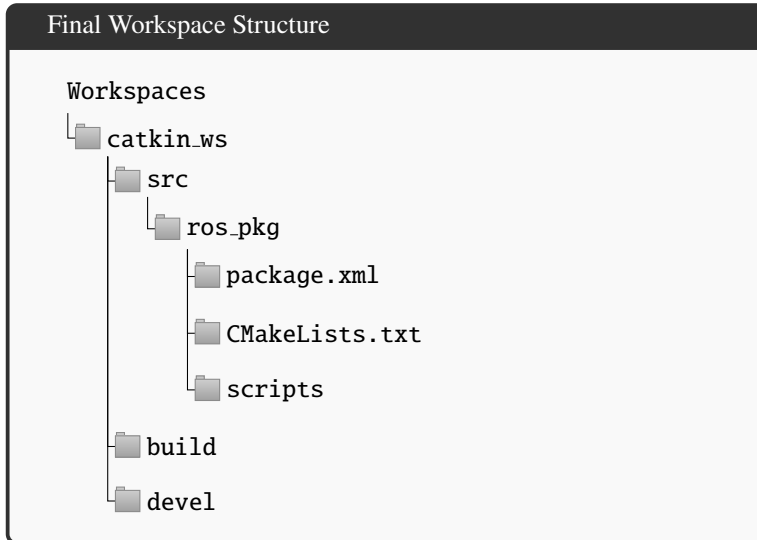 Final Workspace Structure
Workspaces
catkin_ws
src
ros_pkg
package.xml
CMakeLists.txt
scripts
build
devel